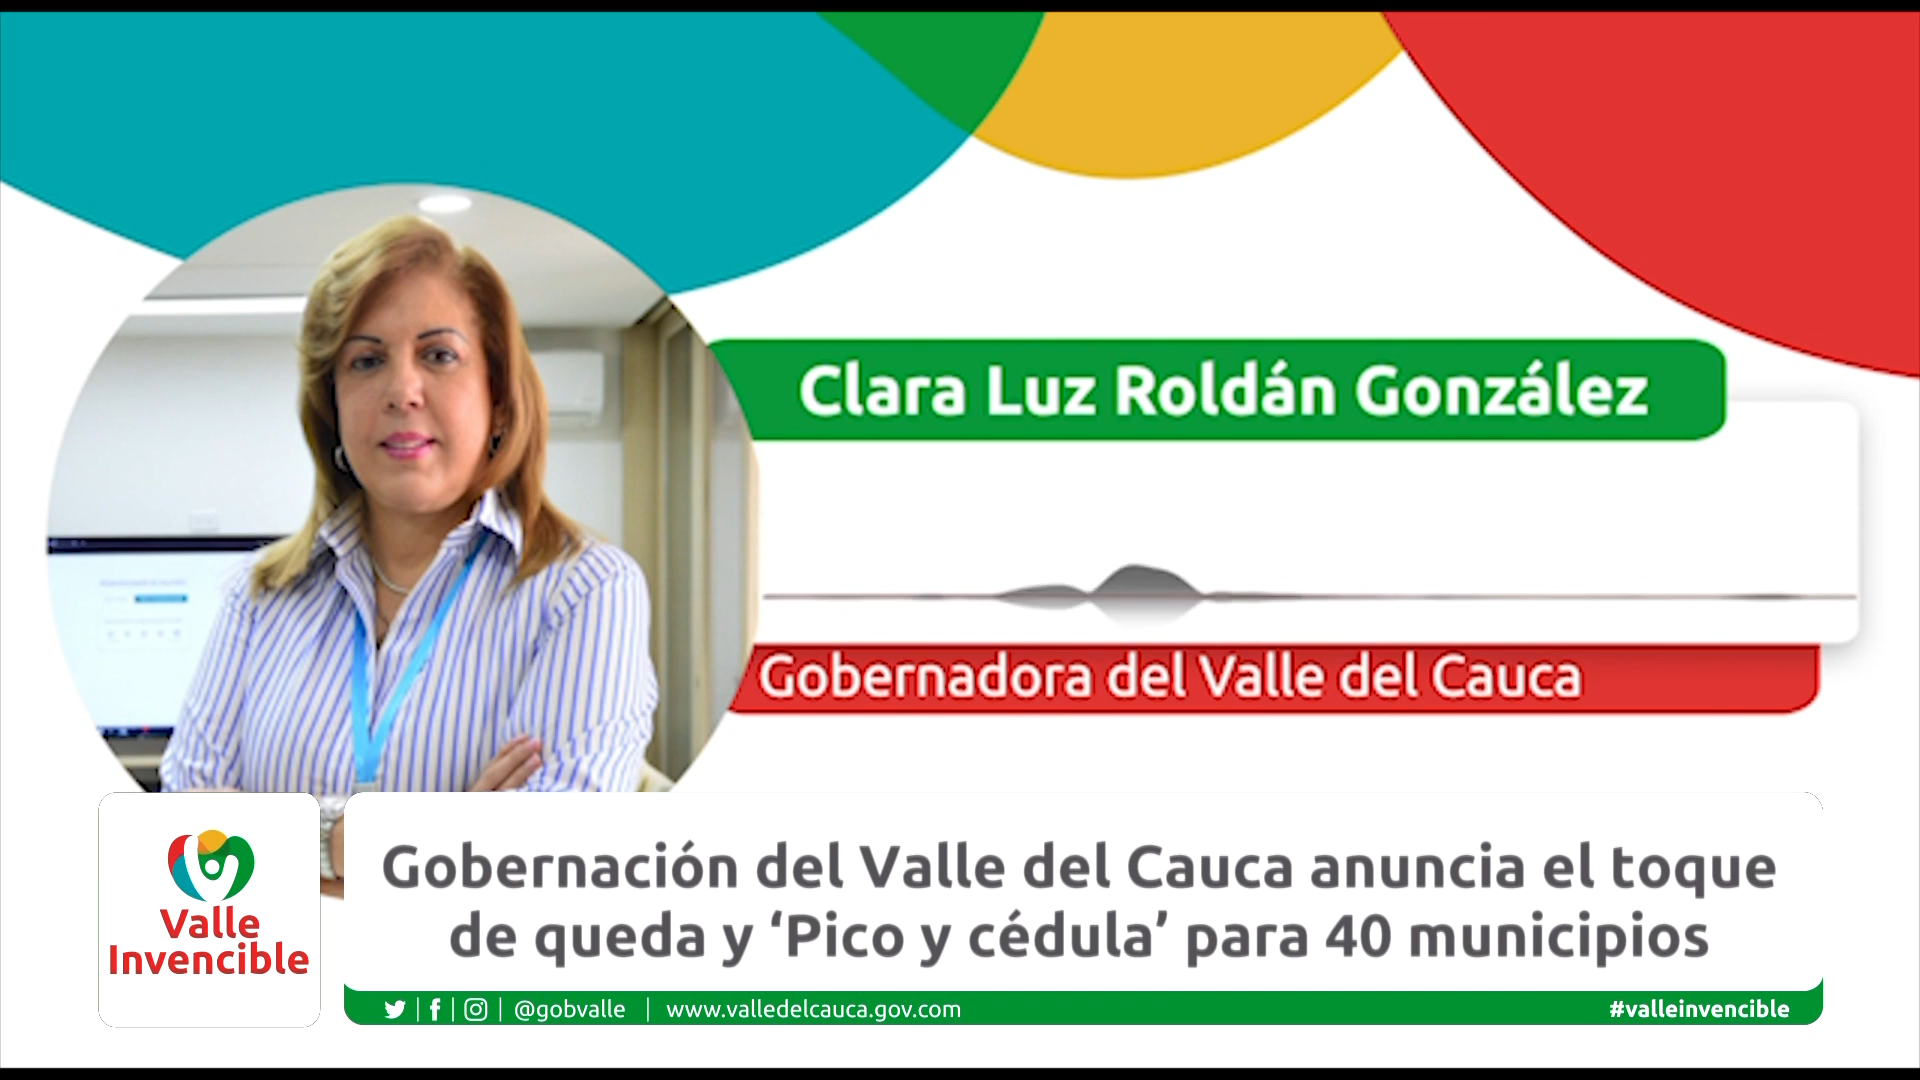 Clara Luz Roldán González
Gobernadora del Valle del Cauca
Gobernación del Valle del Cauca anuncia el toque
de queda y ‘Pico y cédula’ para 40 municipios
Valle
Invencible
@gobvalle | www.valledelcauca.gov.com
#valleinvencible